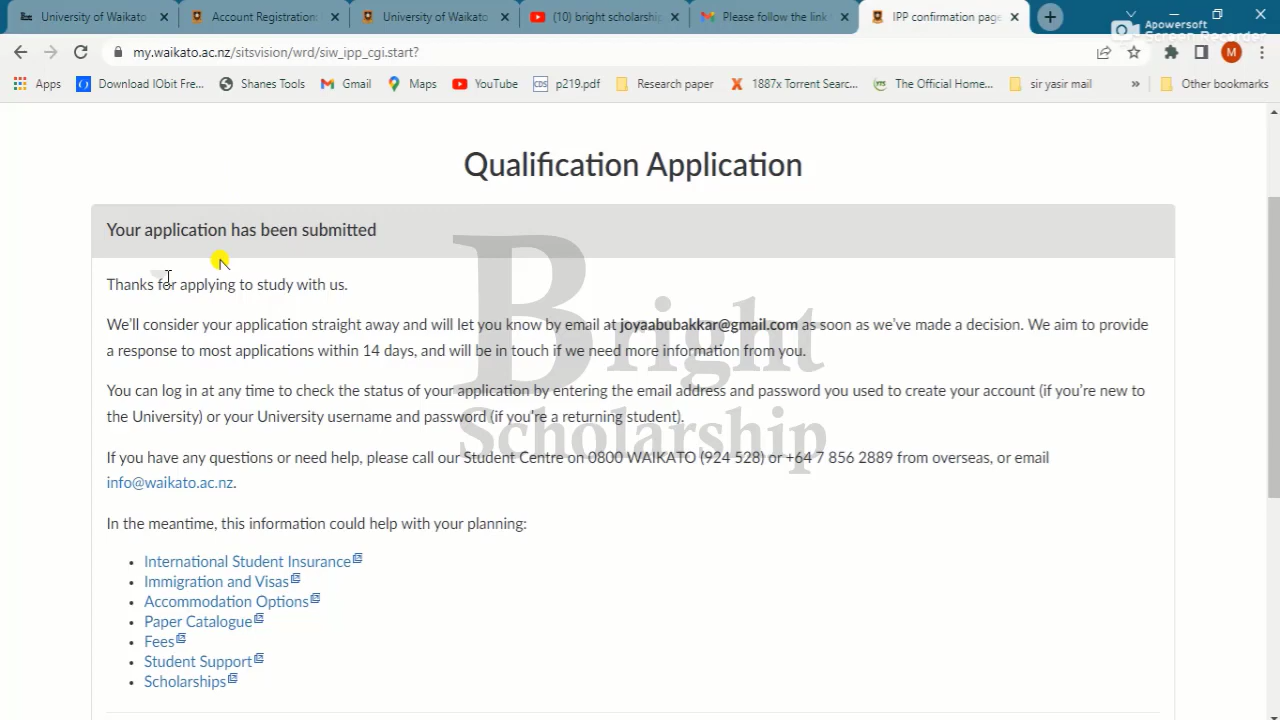 University of Waikato
Account Registration:
University of Waikato
(10) bright scholarship
Please follow the link
IPP confirmation page
Apowersoft
Screen Recorder
my.waikato.ac.nz/sitsvision/wrd/siw_ipp_cgi.start?
M
Apps
Download IObit Fre...
Shanes Tools
Gmail
Maps
YouTube
CDS
p219.pdf
Research paper
1887x Torrent Searc...
The Official Home...
sir yasir mail
»
Other bookmarks
Qualification Application
Your application has been submitted
Thanks for applying to study with us.
We'll consider your application straight away and will let you know by email at joyaabubakkar@gmail.com as soon as we've made a decision. We aim to provide
a response to most applications within 14 days, and will be in touch if we need more information from you.
You can log in at any time to check the status of your application by entering the email address and password you used to create your account (if you're new to
the University) or your University username and password (if you're a returning student).
If you have any questions or need help, please call our Student Centre on 0800 WAIKATO (924 528) or +64 7 856 2889 from overseas, or email
info@waikato.ac.nz.
In the meantime, this information could help with your planning:
• International Student Insurance
• Immigration and Visas
• Accommodation Options
• Paper Catalogue
• Fees
• Student Support
• Scholarships
Bright
Scholarship